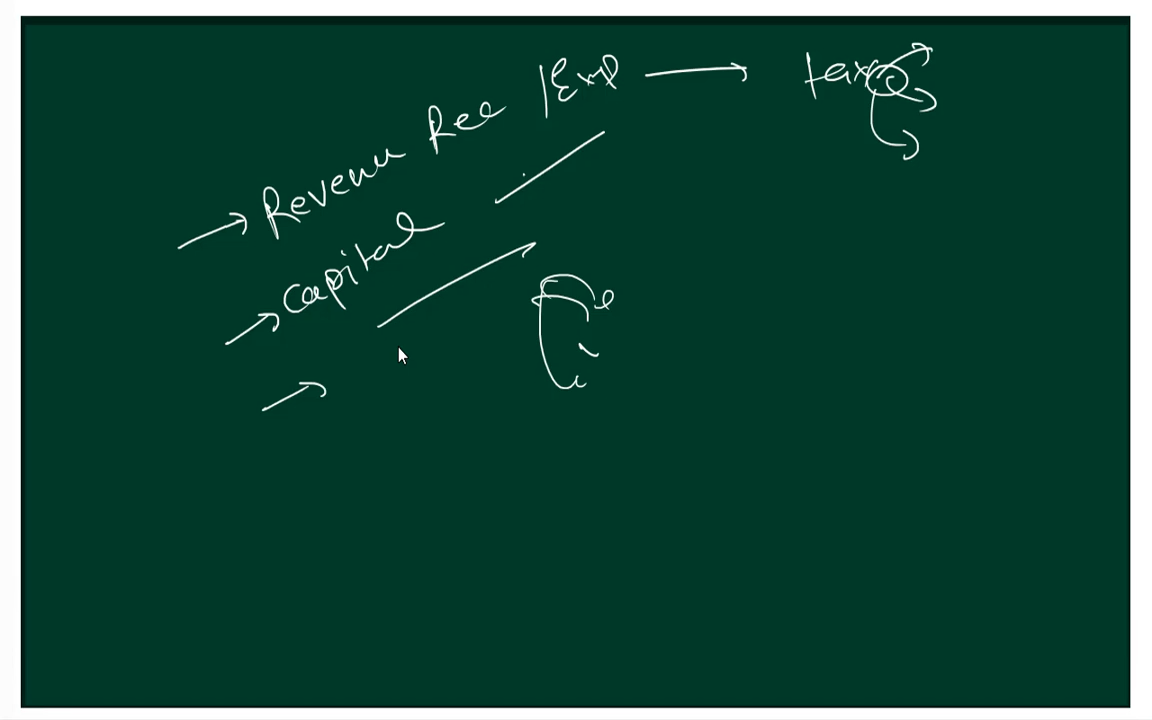 → Revenue Rec /Exp → tax
→ Capital